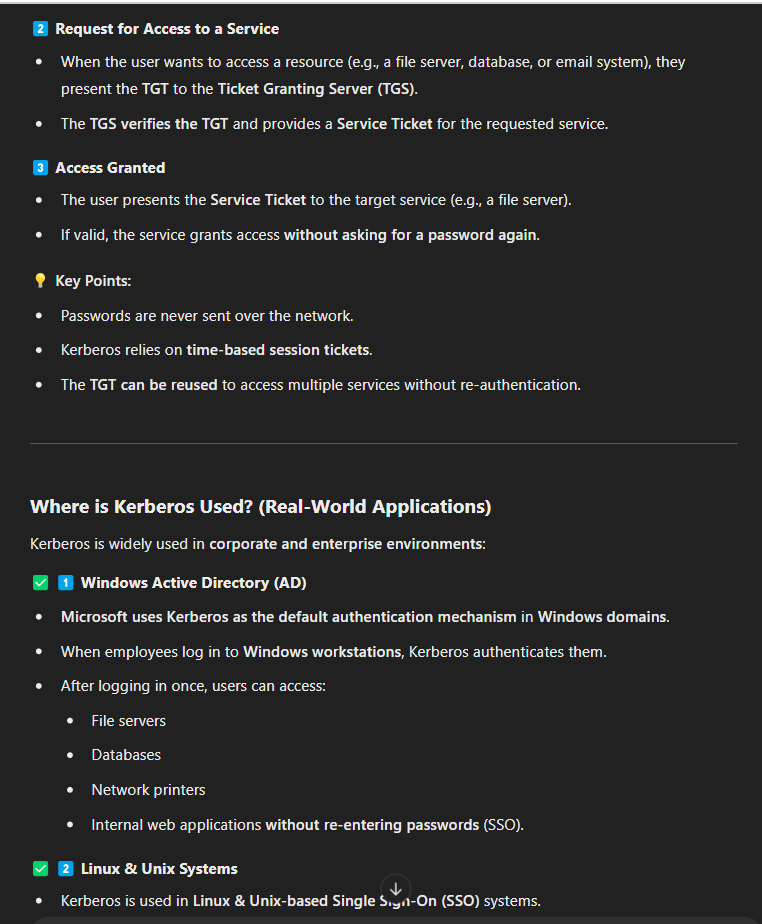 2 Request for Access to a Service
• When the user wants to access a resource (e.g., a file server, database, or email system), they
present the TGT to the Ticket Granting Server (TGS).
• The TGS verifies the TGT and provides a Service Ticket for the requested service.
3 Access Granted
• The user presents the Service Ticket to the target service (e.g., a file server).
• If valid, the service grants access without asking for a password again.
💡 Key Points:
• Passwords are never sent over the network.
• Kerberos relies on time-based session tickets.
• The TGT can be reused to access multiple services without re-authentication.
Where is Kerberos Used? (Real-World Applications)
Kerberos is widely used in corporate and enterprise environments:
✅ 1 Windows Active Directory (AD)
• Microsoft uses Kerberos as the default authentication mechanism in Windows domains.
• When employees log in to Windows workstations, Kerberos authenticates them.
• After logging in once, users can access:
• File servers
• Databases
• Network printers
• Internal web applications without re-entering passwords (SSO).
✅ 2 Linux & Unix Systems
• Kerberos is used in Linux & Unix-based Single Sign-On (SSO) systems.